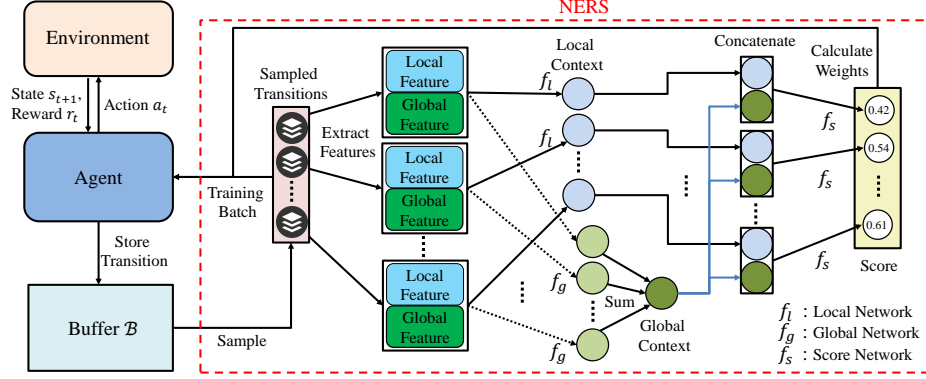 NERS
Environment
State s_{t+1},
Reward r_t
Action a_t
Agent
Store
Transition
Buffer ℬ
Training
Batch
Sample
Sampled
Transitions
Extract
Features
Local
Feature
Global
Feature
Local
Feature
Global
Feature
Local
Feature
Global
Feature
f_l
f_l
f_l
Local
Context
f_g
f_g
Sum
Global
Context
Concatenate
f_s
f_s
f_s
Calculate
Weights
0.42
0.54
0.61
Score
f_l : Local Network
f_g : Global Network
f_s : Score Network